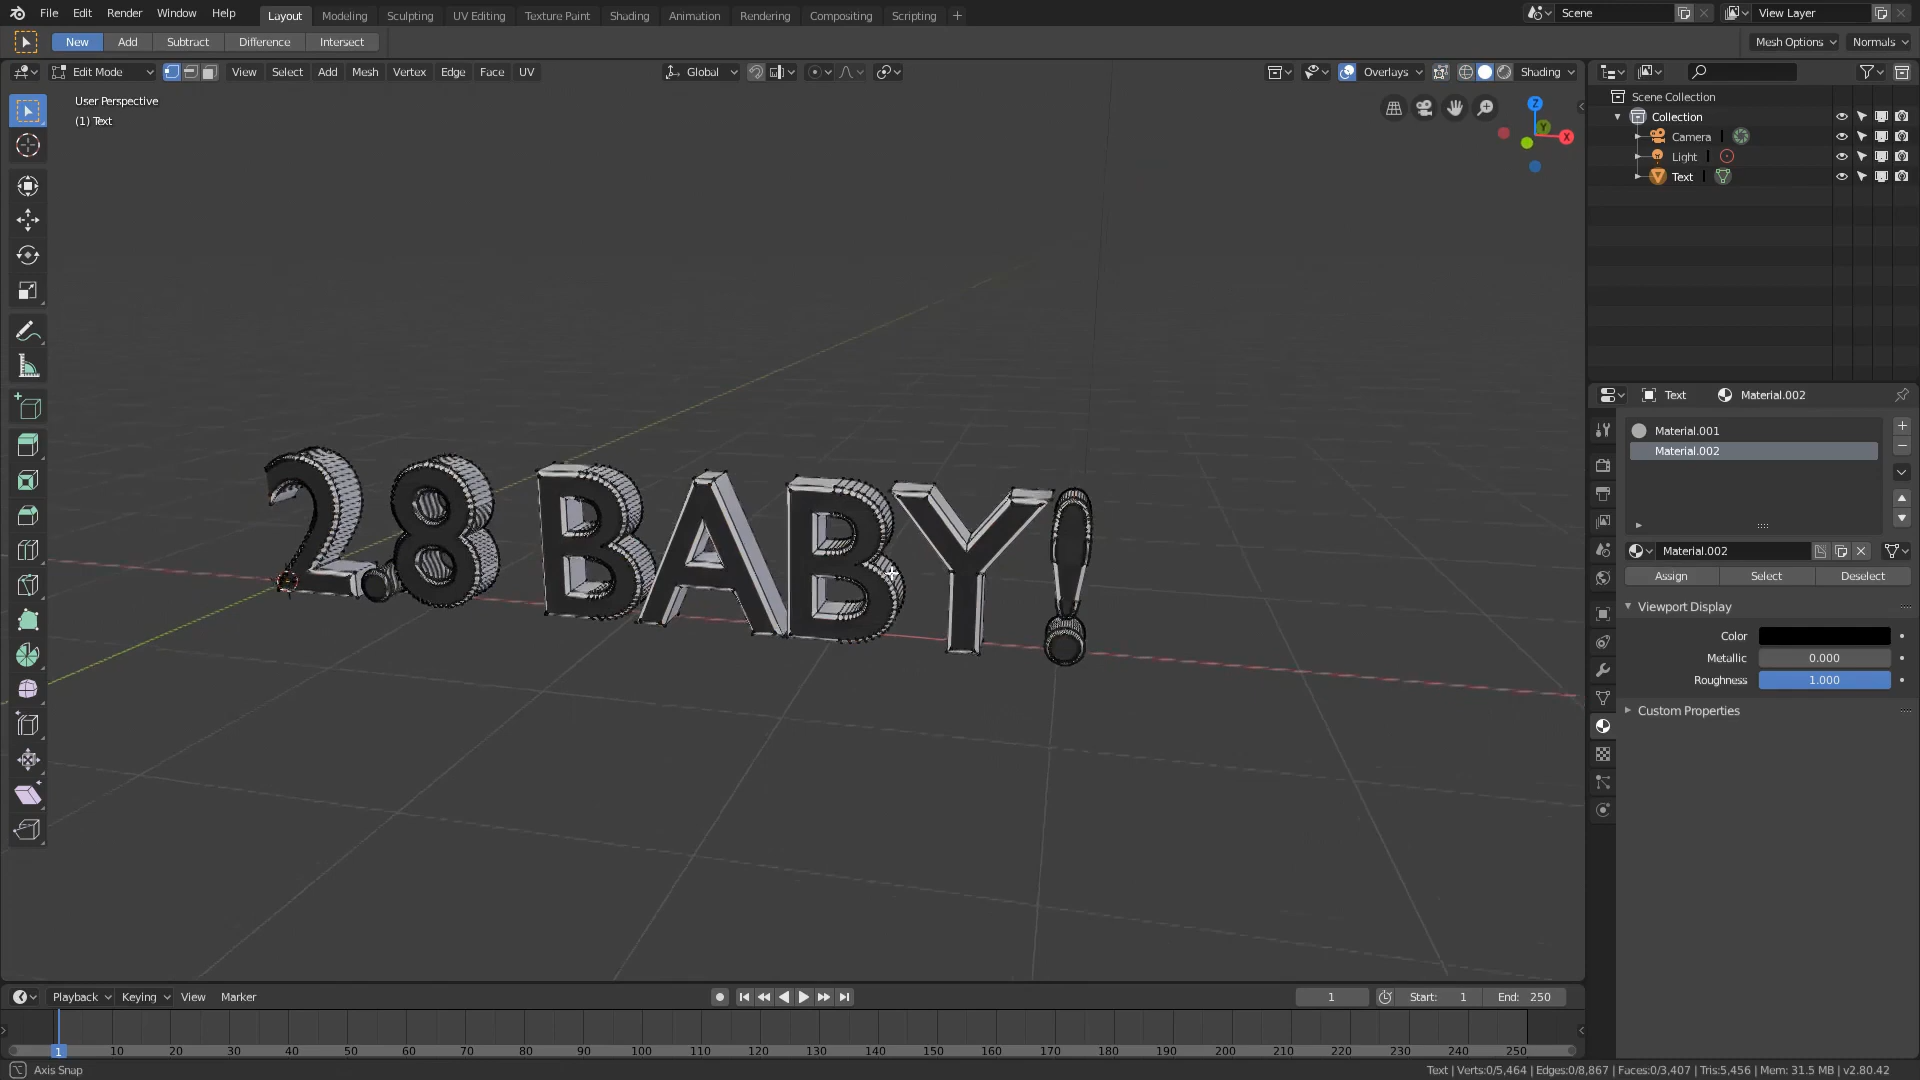 File Edit Render Window Help Layout Modeling Sculpting UV Editing Texture Paint Shading Animation Rendering Compositing Scripting + Scene View Layer
New Add Subtract Difference Intersect Mesh Options Normals
Edit Mode View Select Add Mesh Vertex Edge Face UV Global Overlays Shading
User Perspective
(1) Text
Z
Y
X
Scene Collection
Collection
Camera
Light
Text
Text Material.002
Material.001
Material.002
Material.002
Assign Select Deselect
Viewport Display
Color
Metallic 0.000
Roughness 1.000
Custom Properties
2.8 BABY!
Playback Keying View Marker 1 Start: 1 End: 250
1 10 20 30 40 50 60 70 80 90 100 110 120 130 140 150 160 170 180 190 200 210 220 230 240 250
Axis Snap Text | Verts:0/5,464 | Edges:0/8,867 | Faces:0/3,407 | Tris:5,456 | Mem: 31.5 MB | v2.80.42